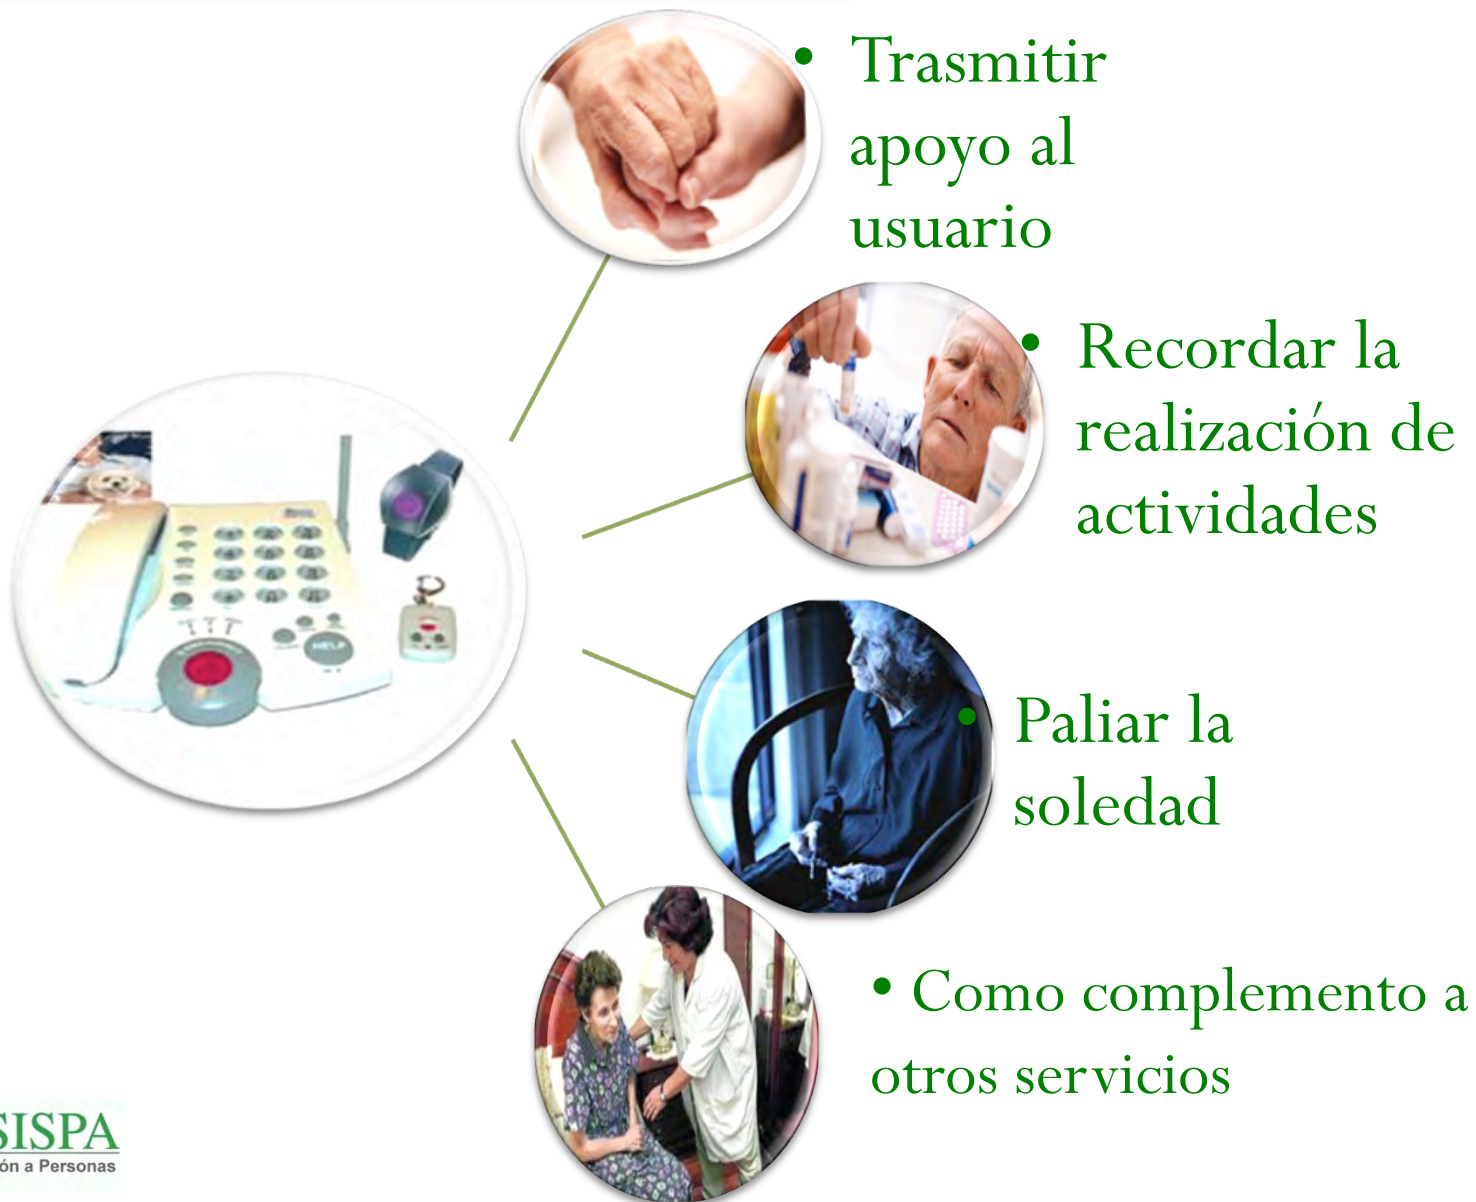 • Trasmitir
apoyo al
usuario
• Recordar la
realización de
actividades
• Paliar la
soledad
• Como complemento a
otros servicios
HELP
SISPA
ón a Personas